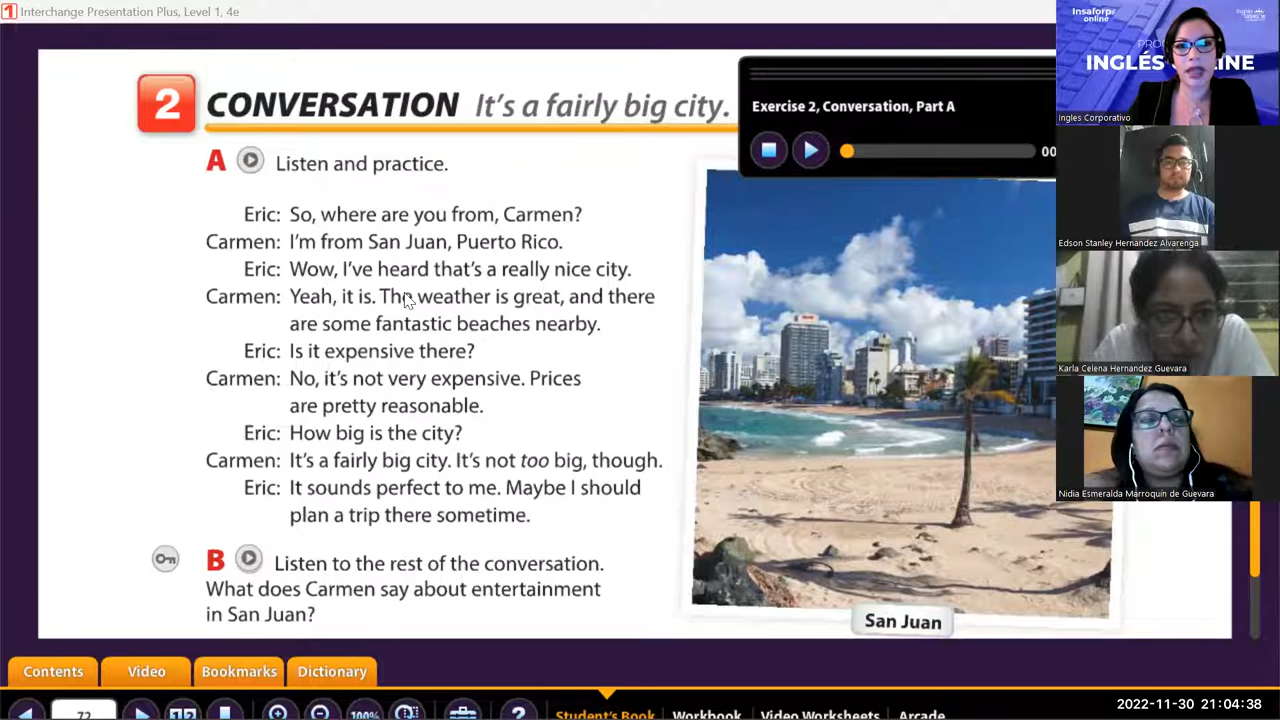 Interchange Presentation Plus, Level 1, 4e
2 CONVERSATION It's a fairly big city.
A Listen and practice.
Eric: So, where are you from, Carmen?
Carmen: I'm from San Juan, Puerto Rico.
Eric: Wow, I've heard that's a really nice city.
Carmen: Yeah, it is. The weather is great, and there
are some fantastic beaches nearby.
Eric: Is it expensive there?
Carmen: No, it's not very expensive. Prices
are pretty reasonable.
Eric: How big is the city?
Carmen: It's a fairly big city. It's not too big, though.
Eric: It sounds perfect to me. Maybe I should
plan a trip there sometime.
B Listen to the rest of the conversation.
What does Carmen say about entertainment
in San Juan?
Exercise 2, Conversation, Part A
00
San Juan
Insaforp
online
INGLÉS
Ingles Corporativo
Edson Stanley Hernandez Alvarenga
Karla Celena Hernandez Guevara
Nidia Esmeralda Marroquin de Guevara
Contents Video Bookmarks Dictionary
72
100%
?
Student's Book Workbook Video Worksheets Arcade
2022-11-30 21:04:38